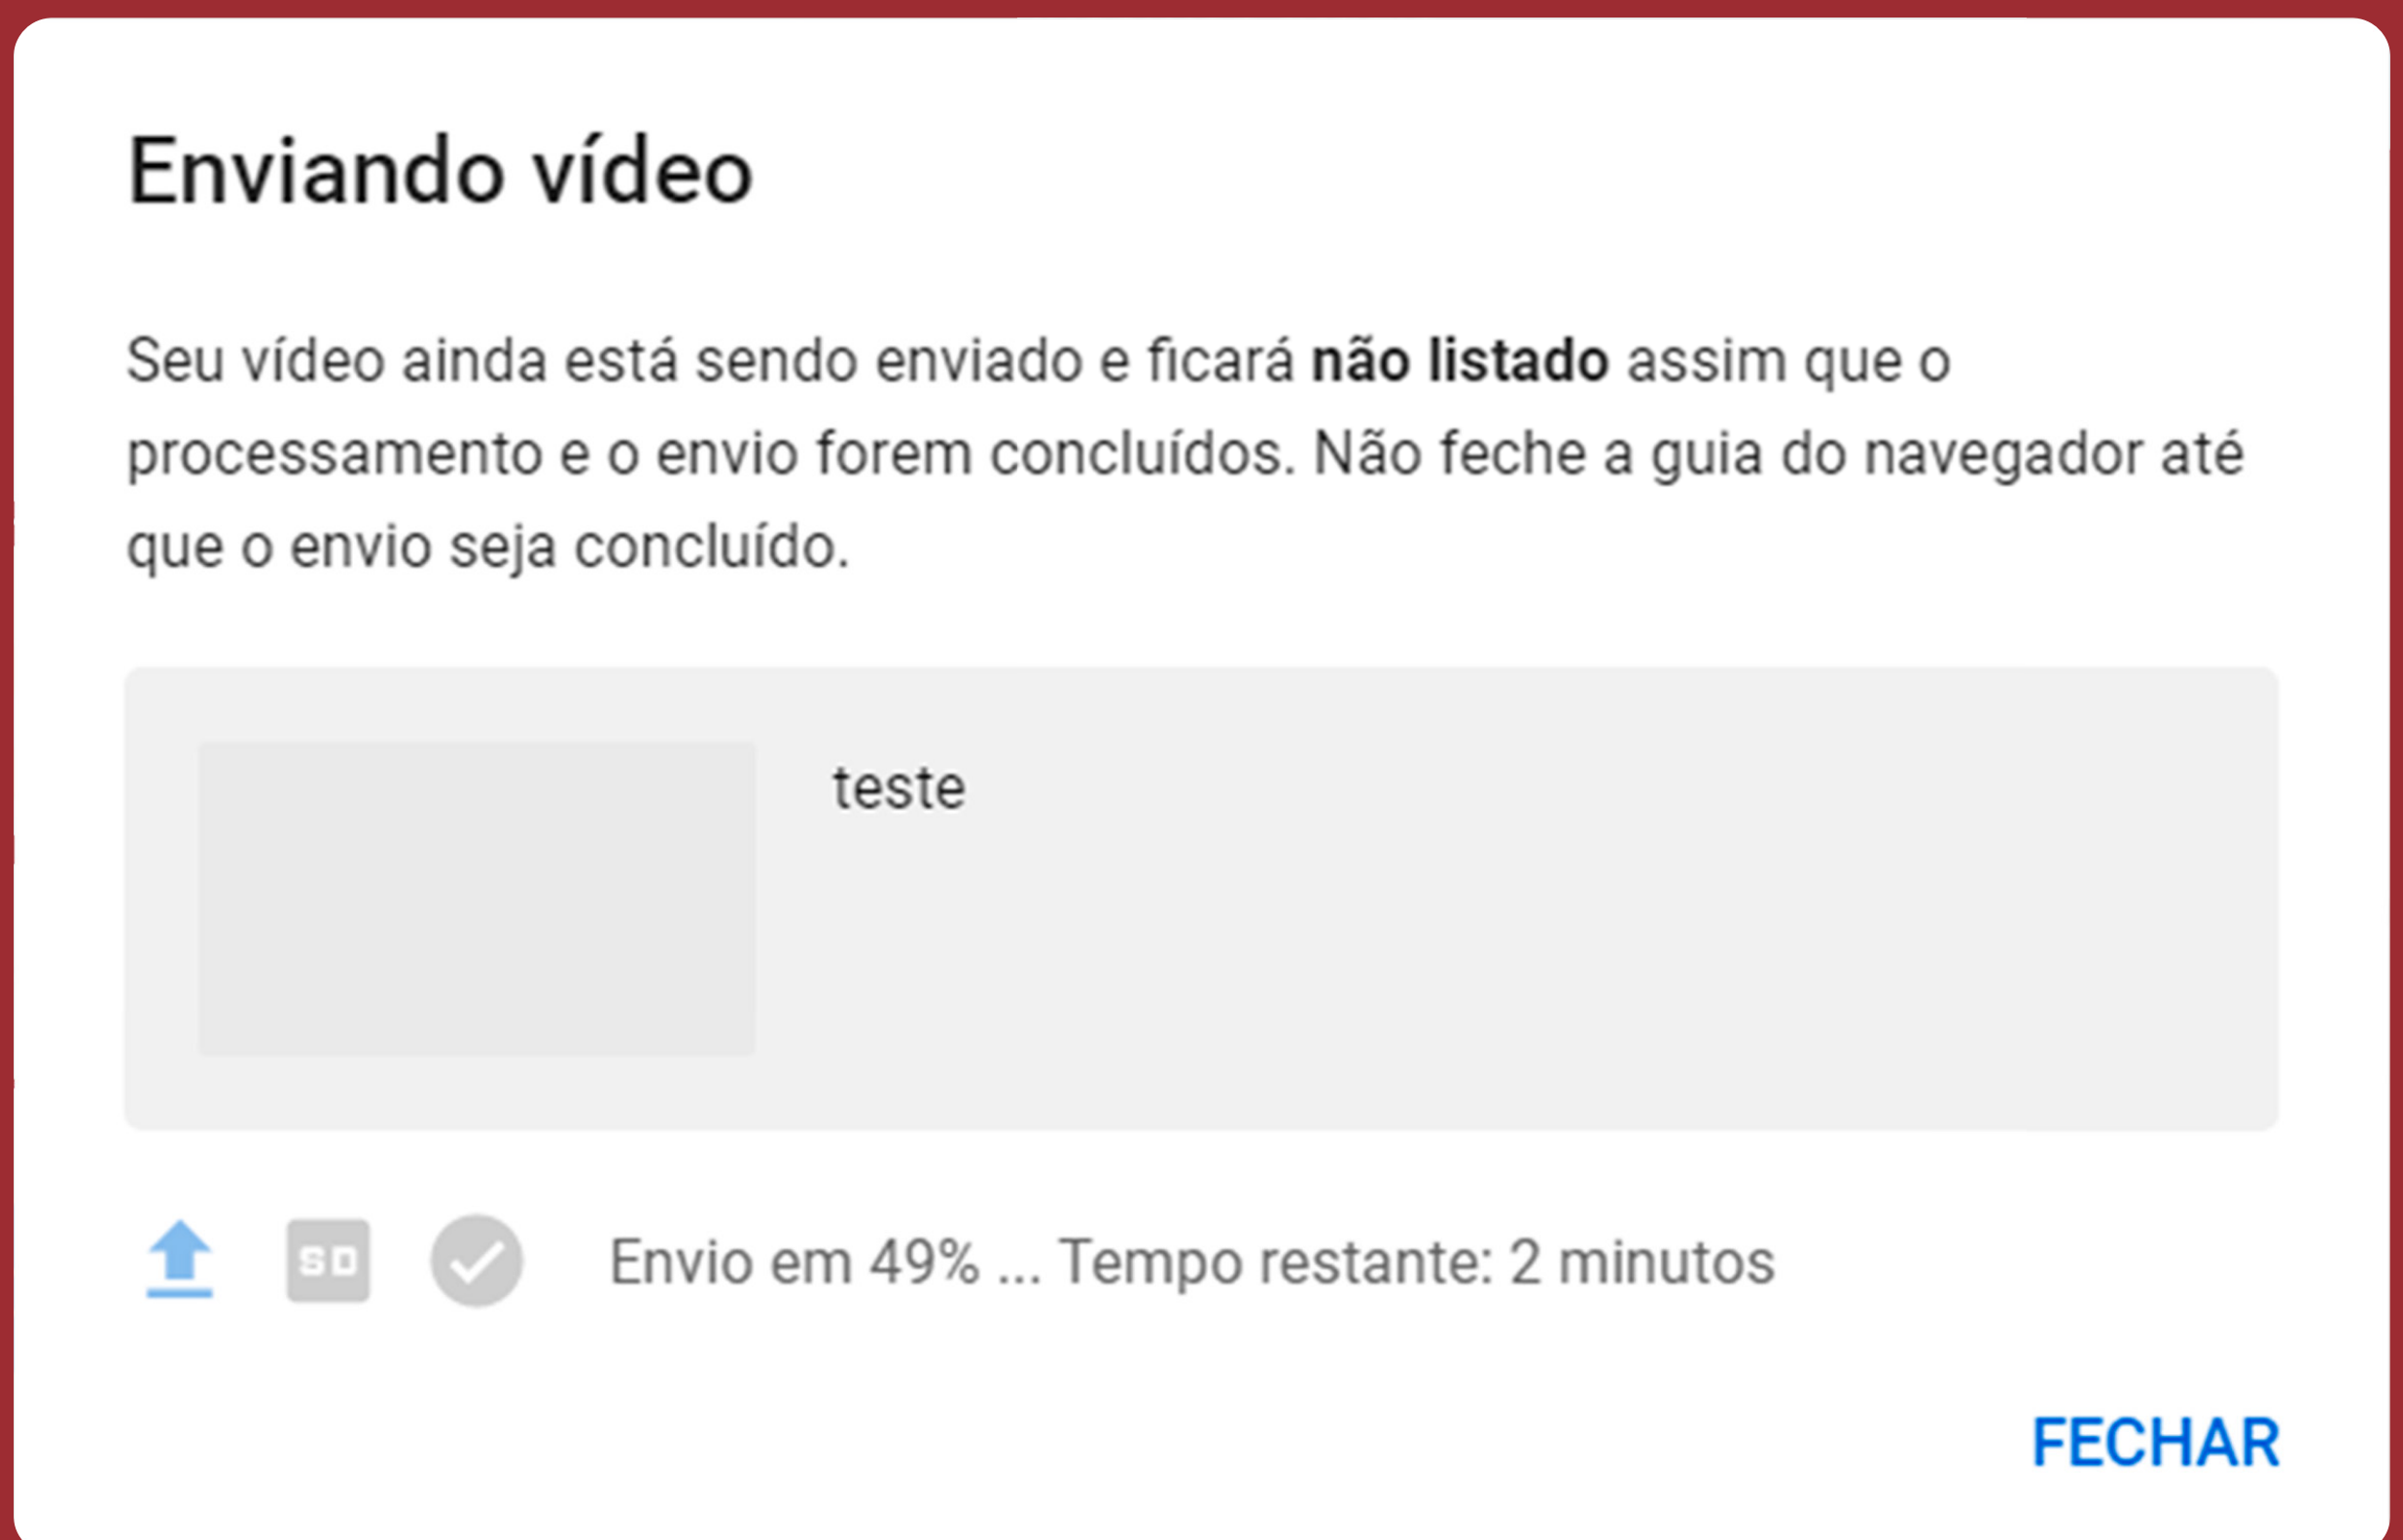 Enviando vídeo
Seu vídeo ainda está sendo enviado e ficará não listado assim que o
processamento e o envio forem concluídos. Não feche a guia do navegador até
que o envio seja concluído.
teste
SD
Envio em 49% ... Tempo restante: 2 minutos
FECHAR